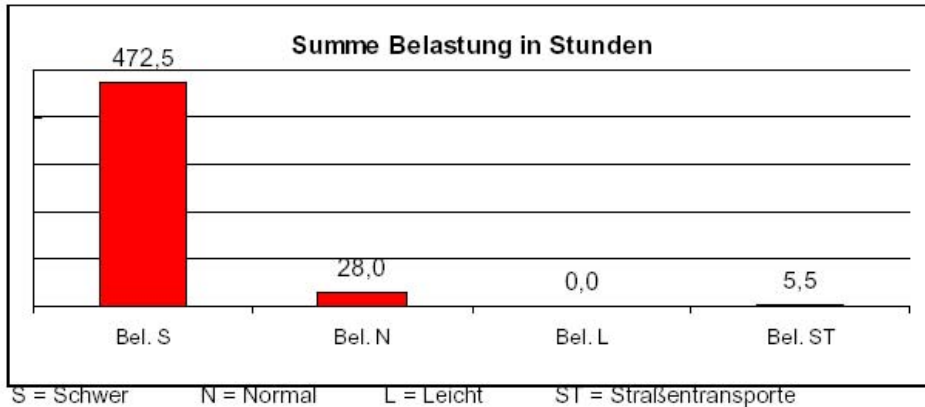 Summe Belastung in Stunden
472,5
28,0
0,0
5,5
Bel. S
Bel. N
Bel. L
Bel. ST
S = Schwer N = Normal L = Leicht ST = Straßentransporte